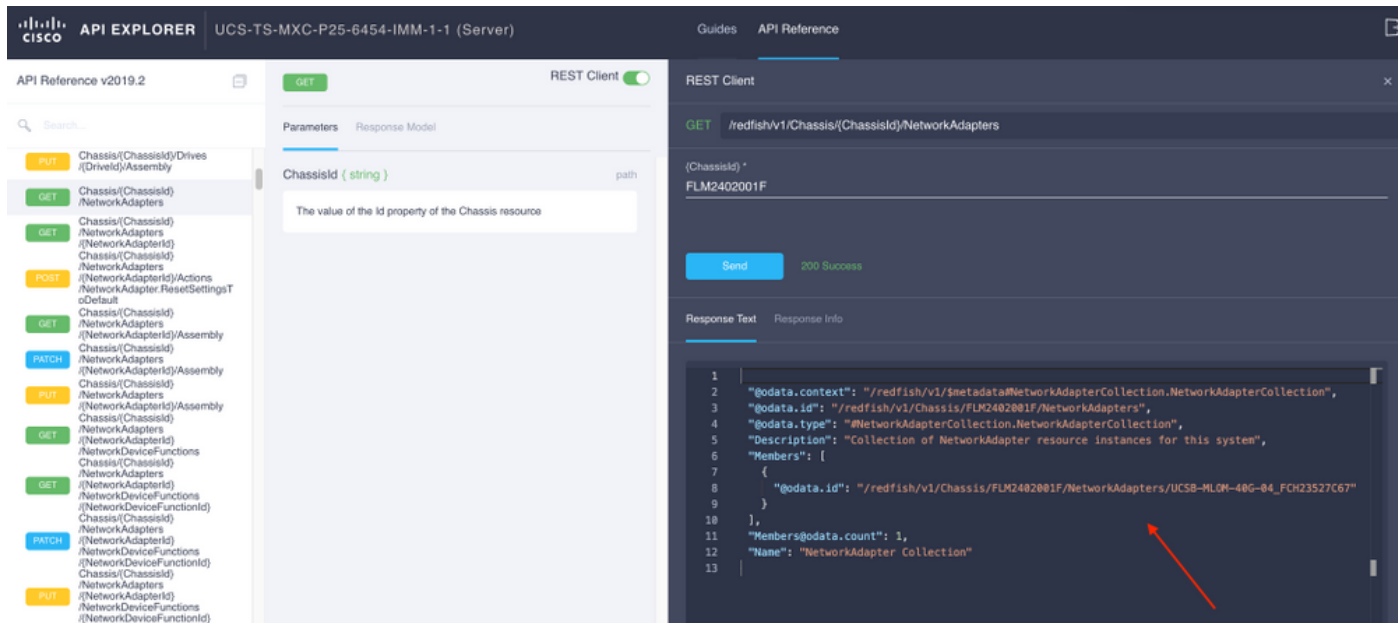 CISCO API EXPLORER UCS-TS-MXC-P25-6454-IMM-1-1 (Server) Guides API Reference
API Reference v2019.2
Search...
PUT Chassis/{ChassisId}/Drives
/{DriveId}/Assembly
GET Chassis/{ChassisId}
/NetworkAdapters
GET Chassis/{ChassisId}
/NetworkAdapters
/{NetworkAdapterId}
POST Chassis/{ChassisId}
/NetworkAdapters
/{NetworkAdapterId}/Actions
/NetworkAdapter.ResetSettingsT
oDefault
GET Chassis/{ChassisId}
/NetworkAdapters
/{NetworkAdapterId}/Assembly
PATCH Chassis/{ChassisId}
/NetworkAdapters
/{NetworkAdapterId}/Assembly
PUT Chassis/{ChassisId}
/NetworkAdapters
/{NetworkAdapterId}/Assembly
GET Chassis/{ChassisId}
/NetworkAdapters
/{NetworkAdapterId}
/NetworkDeviceFunctions
GET Chassis/{ChassisId}
/NetworkAdapters
/{NetworkAdapterId}
/NetworkDeviceFunctions
/{NetworkDeviceFunctionId}
PATCH Chassis/{ChassisId}
/NetworkAdapters
/{NetworkAdapterId}
/NetworkDeviceFunctions
/{NetworkDeviceFunctionId}
PUT Chassis/{ChassisId}
/NetworkAdapters
/{NetworkAdapterId}
/NetworkDeviceFunctions
/{NetworkDeviceFunctionId}
GET REST Client
Parameters Response Model
ChassisId { string } path
The value of the Id property of the Chassis resource
REST Client ×
GET /redfish/v1/Chassis/{ChassisId}/NetworkAdapters
{ChassisId} *
FLM2402001F
Send 200 Success
Response Text Response Info
1
2 "@odata.context": "/redfish/v1/$metadata#NetworkAdapterCollection.NetworkAdapterCollection",
3 "@odata.id": "/redfish/v1/Chassis/FLM2402001F/NetworkAdapters",
4 "@odata.type": "#NetworkAdapterCollection.NetworkAdapterCollection",
5 "Description": "Collection of NetworkAdapter resource instances for this system",
6 "Members": [
7 {
8 "@odata.id": "/redfish/v1/Chassis/FLM2402001F/NetworkAdapters/UCSB-MLOM-40G-04_FCH23527C67"
9 }
10 ],
11 "Members@odata.count": 1,
12 "Name": "NetworkAdapter Collection"
13